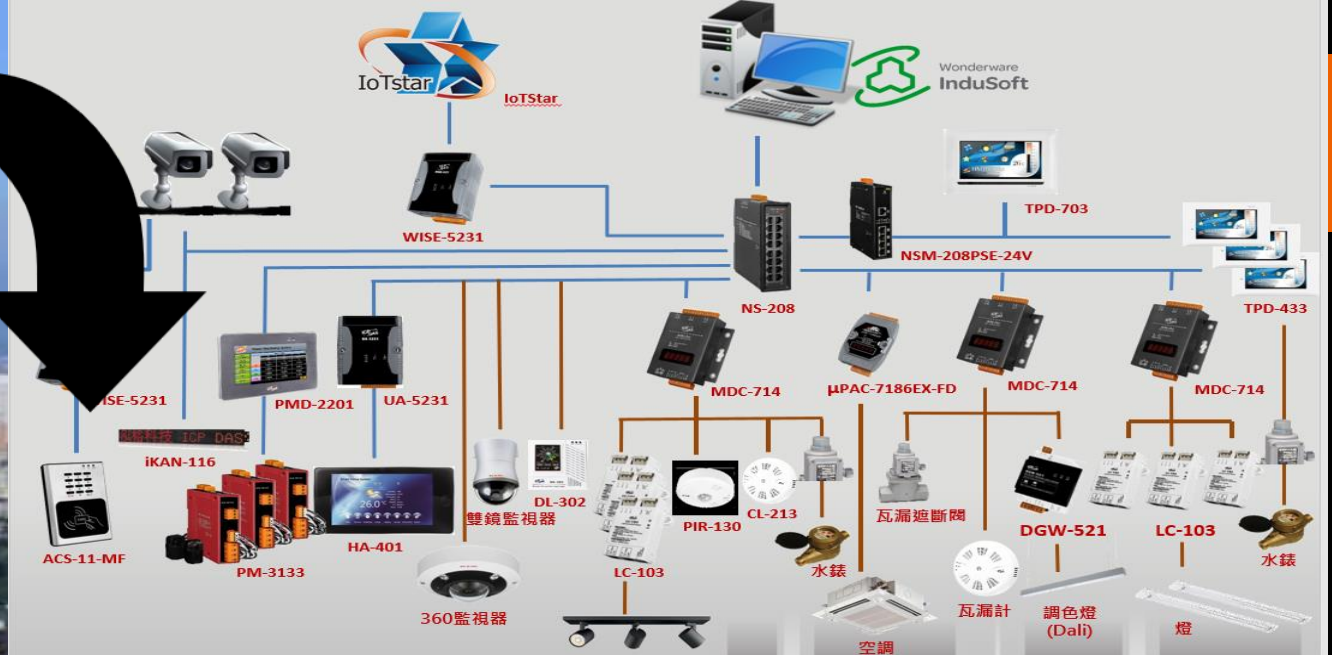 IoTstar
IoTStar
Wonderware
InduSoft
TPD-703
WISE-5231
NSM-208PSE-24V
NS-208
TPD-433
ISE-5231
PMD-2201
UA-5231
MDC-714
µPAC-7186EX-FD
MDC-714
MDC-714
ICP DAS
iKAN-116
雙鏡監視器
DL-302
PIR-130
CL-213
瓦漏遮斷閥
DGW-521
LC-103
ACS-11-MF
PM-3133
HA-401
LC-103
水錶
水錶
360監視器
瓦漏計
調色燈
(Dali)
燈
空調